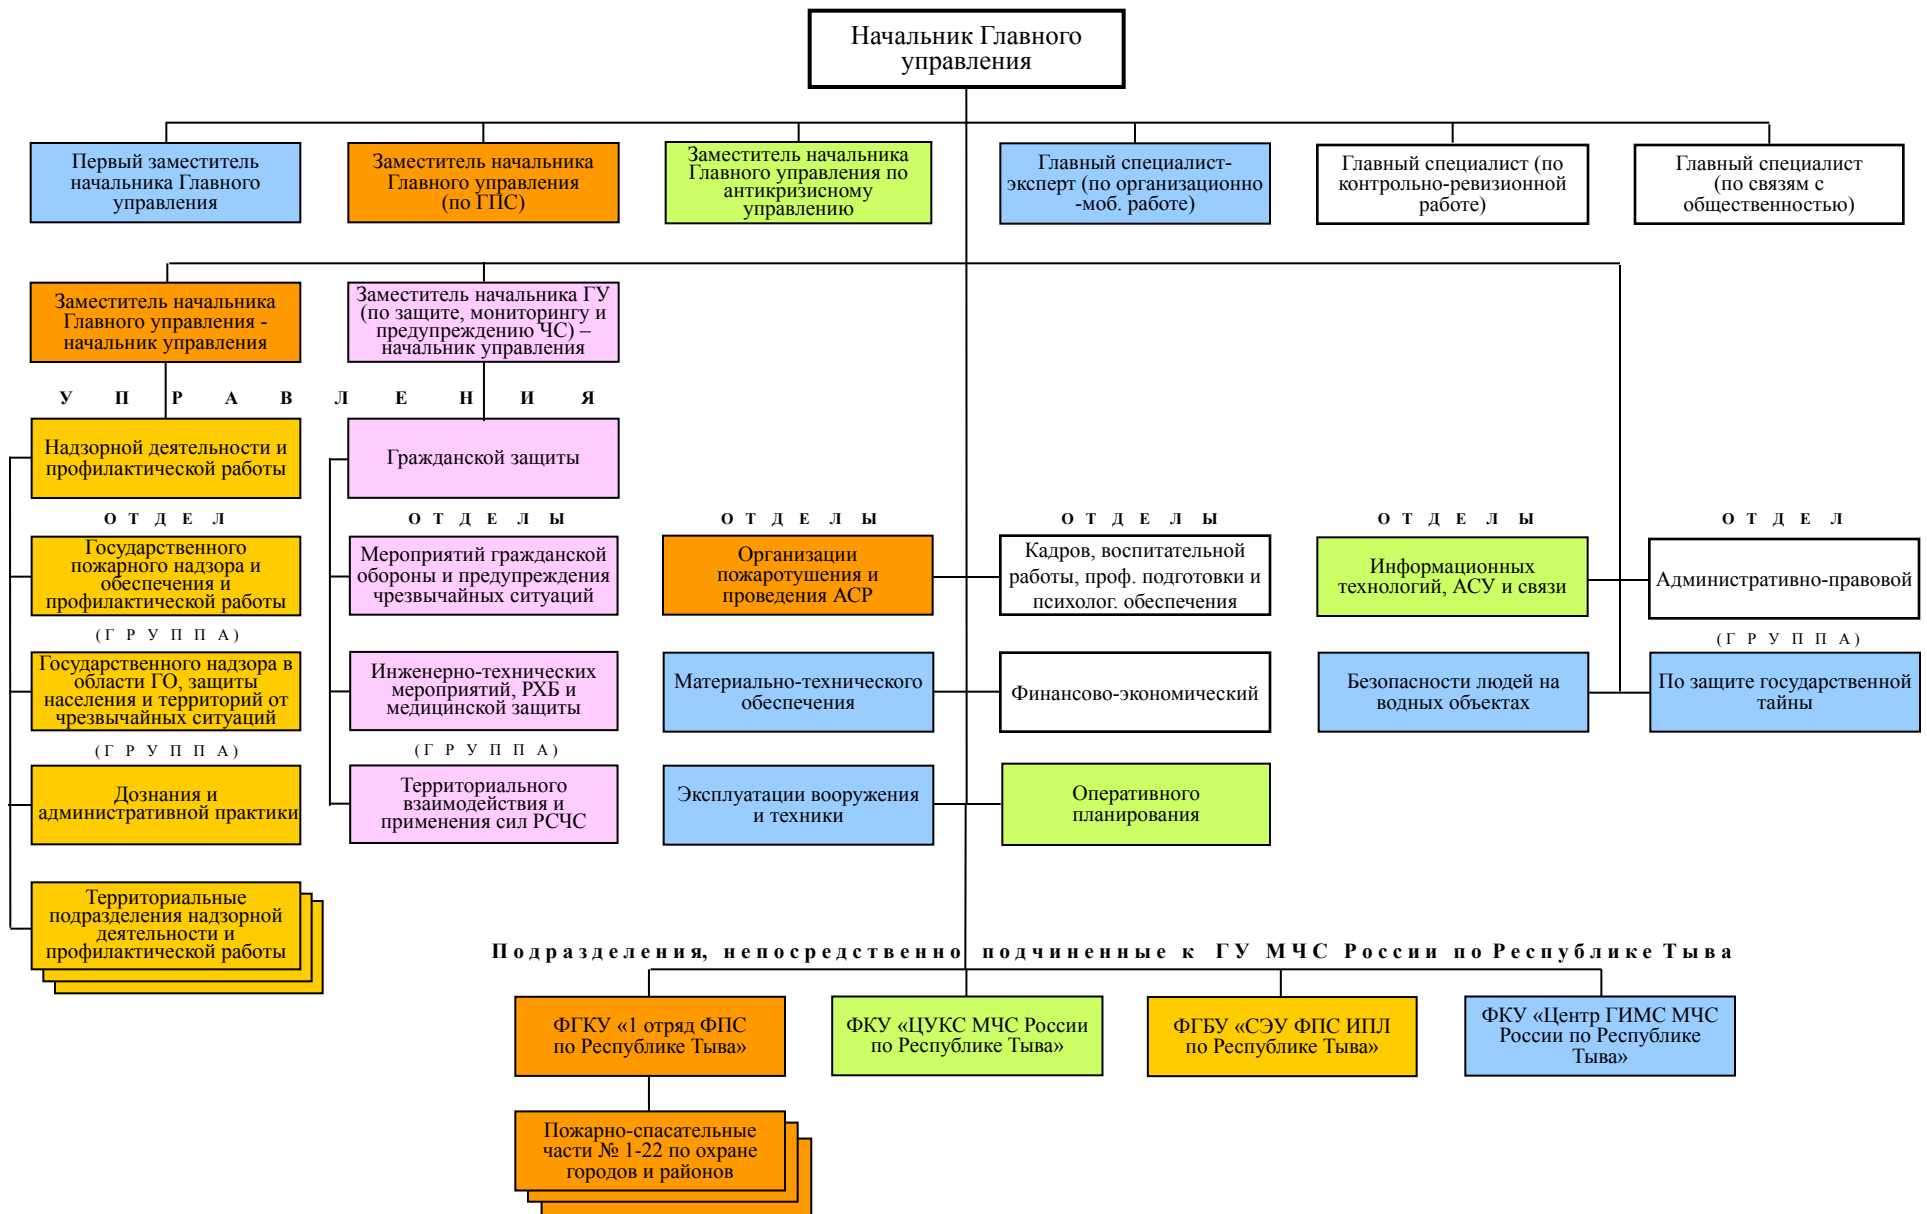 Начальник Главного
управления
Первый заместитель
начальника Главного
управления
Заместитель начальника
Главного управления
(по ГПС)
Заместитель начальника
Главного управления по
антикризисному
управлению
Главный специалист-
эксперт (по организационно
-моб. работе)
Главный специалист (по
контрольно-ревизионной
работе)
Главный специалист
(по связям с
общественностью)
Заместитель начальника
Главного управления -
начальник управления
Заместитель начальника ГУ
(по защите, мониторингу и
предупреждению ЧС) –
начальник управления
У П Р А В Л Е Н И Я
Надзорной деятельности и
профилактической работы
Гражданской защиты
О Т Д Е Л
Государственного
пожарного надзора и
обеспечения и
профилактической работы
(Г Р У П П А)
Государственного надзора в
области ГО, защиты
населения и территорий от
чрезвычайных ситуаций
(Г Р У П П А)
Дознания и
административной практики
Территориальные
подразделения надзорной
деятельности и
профилактической работы
О Т Д Е Л Ы
Мероприятий гражданской
обороны и предупреждения
чрезвычайных ситуаций
Инженерно-технических
мероприятий, РХБ и
медицинской защиты
(Г Р У П П А)
Территориального
взаимодействия и
применения сил РСЧС
О Т Д Е Л Ы
Организации
пожаротушения и
проведения АСР
Материально-технического
обеспечения
Эксплуатации вооружения
и техники
О Т Д Е Л Ы
Кадров, воспитательной
работы, проф. подготовки и
психолог. обеспечения
Финансово-экономический
Оперативного
планирования
О Т Д Е Л Ы
Информационных
технологий, АСУ и связи
Безопасности людей на
водных объектах
О Т Д Е Л
Административно-правовой
(Г Р У П П А)
По защите государственной
тайны
Подразделения, непосредственно подчиненные к ГУ МЧС России по Республике Тыва
ФГКУ «1 отряд ФПС
по Республике Тыва»
ФКУ «ЦУКС МЧС России
по Республике Тыва»
ФГБУ «СЭУ ФПС ИПЛ
по Республике Тыва»
ФКУ «Центр ГИМС МЧС
России по Республике
Тыва»
Пожарно-спасательные
части № 1-22 по охране
городов и районов